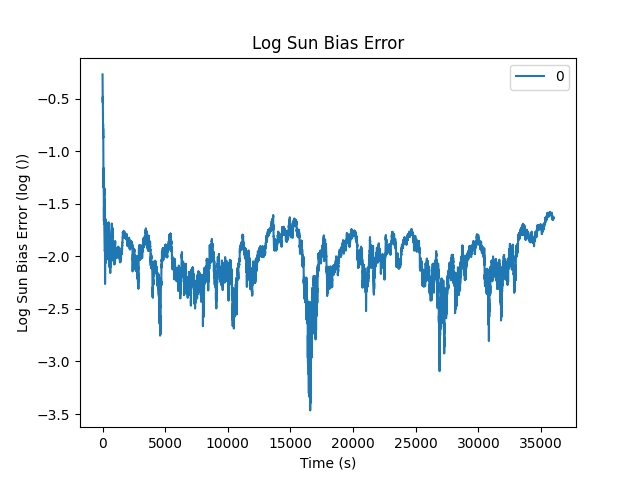 Log Sun Bias Error
0
−0.5
−1.0
−1.5
−2.0
−2.5
−3.0
−3.5
Log Sun Bias Error (log ())
0 5000 10000 15000 20000 25000 30000 35000
Time (s)